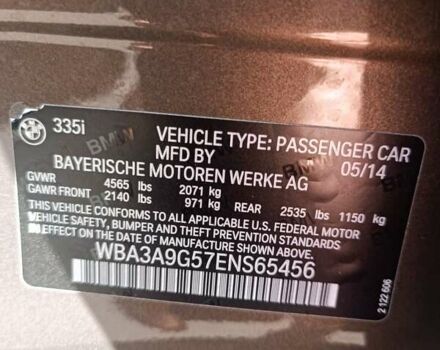 BMW
335i
VEHICLE TYPE: PASSENGER CAR
MFD BY 05/14
BAYERISCHE MOTOREN WERKE AG
GVWR 4565 lbs 2071 kg
GAWR FRONT 2140 lbs 971 kg REAR 2535 lbs 1150 kg
THIS VEHICLE CONFORMS TO ALL APPLICABLE U.S. FEDERAL MOTOR
VEHICLE SAFETY, BUMPER AND THEFT PREVENTION STANDARDS
IN EFFECT ON THE DATE OF MANUFACTURE SHOWN ABOVE.
WBA3A9G57ENS65456
2 122 606